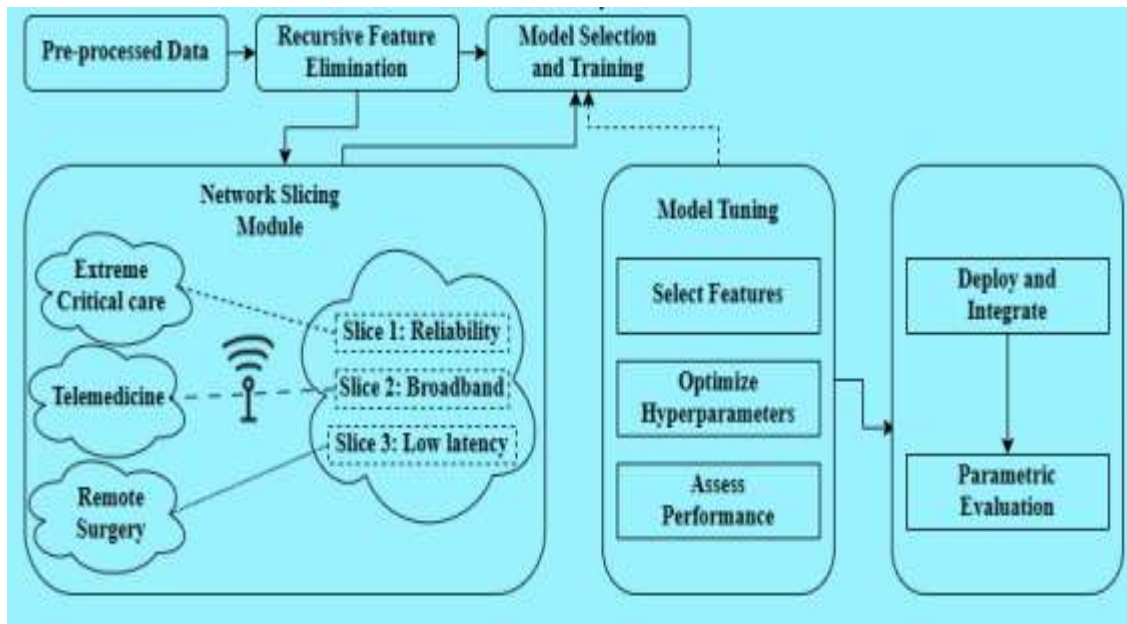 Pre-processed Data
Recursive Feature
Elimination
Model Selection
and Training
Network Slicing
Module
Extreme
Critical care
Telemedicine
Remote
Surgery
Slice 1: Reliability
Slice 2: Broadband
Slice 3: Low latency
Model Tuning
Select Features
Optimize
Hyperparameters
Assess
Performance
Deploy and
Integrate
Parametric
Evaluation